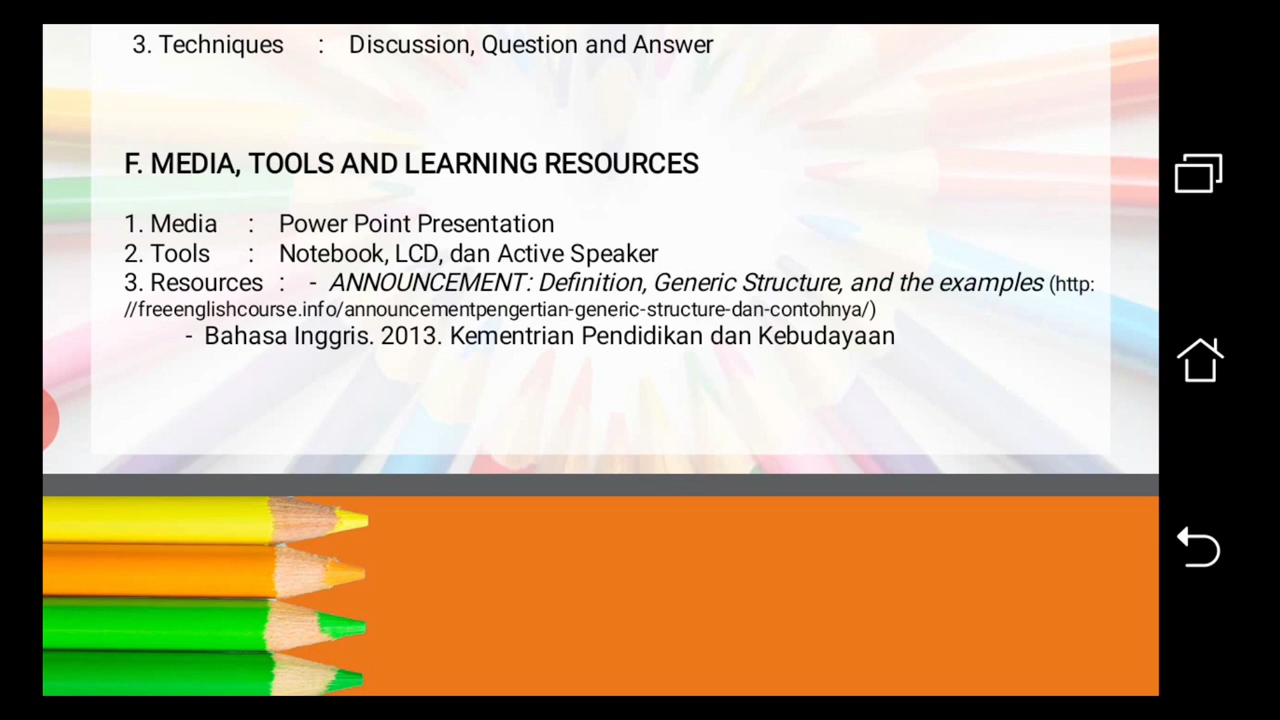 3. Techniques : Discussion, Question and Answer
F. MEDIA, TOOLS AND LEARNING RESOURCES
1. Media : Power Point Presentation
2. Tools : Notebook, LCD, dan Active Speaker
3. Resources : - ANNOUNCEMENT: Definition, Generic Structure, and the examples (http:
//freeenglishcourse.info/announcementpengertian-generic-structure-dan-contohnya/)
- Bahasa Inggris. 2013. Kementrian Pendidikan dan Kebudayaan